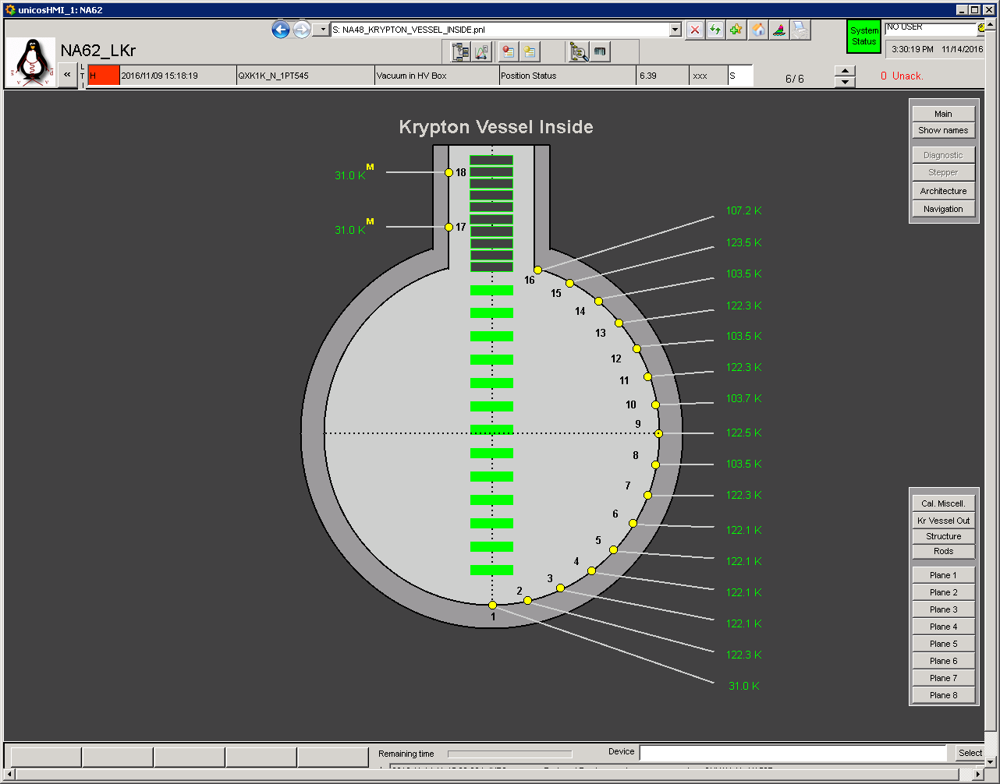 unicosHMI_1: NA62
S: NA48_KRYPTON_VESSEL_INSIDE.pnl
NO USER
System
Status
NA62_LKr
3:30:19 PM 11/14/2016
«
L
T
I
H 2016/11/09 15:18:19 QXK1K_N_1PT545 Vacuum in HV Box Position Status 6.39 xxx S
6/ 6
0 Unack.
Krypton Vessel Inside
Main
Show names
Diagnostic
Stepper
Architecture
Navigation
31.0 K M 18
31.0 K M 17
16 107.2 K
15 123.5 K
14 103.5 K
13 122.3 K
12 103.5 K
11 122.3 K
10 103.7 K
9 122.5 K
8 103.5 K
7 122.3 K
6 122.1 K
5 122.1 K
4 122.1 K
3 122.1 K
2 122.3 K
1 31.0 K
Cal. Miscell.
Kr Vessel Out
Structure
Rods
Plane 1
Plane 2
Plane 3
Plane 4
Plane 5
Plane 6
Plane 7
Plane 8
Remaining time
Device
Select